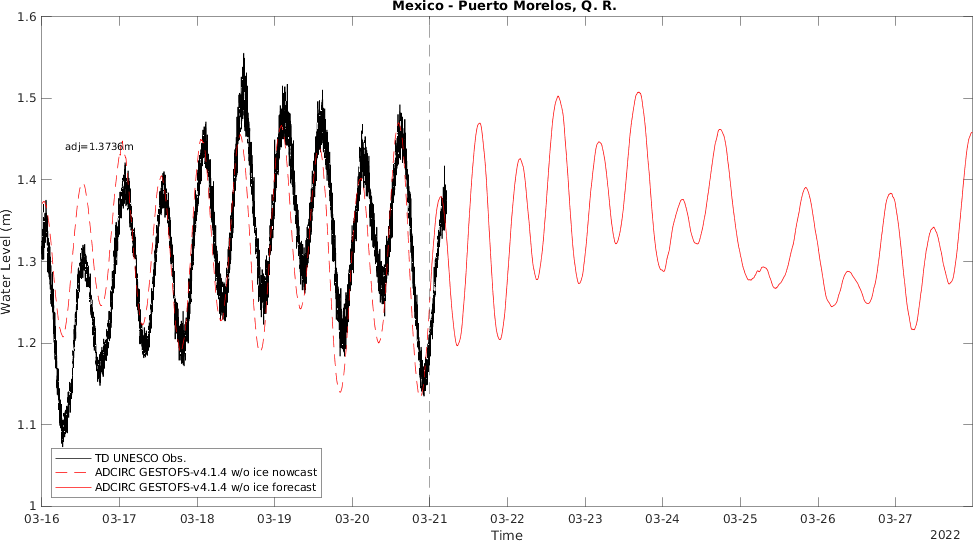 Mexico - Puerto Morelos, Q. R.
1.6
1.5
1.4
1.3
1.2
1.1
1
Water Level (m)
adj=1.3736m
TD UNESCO Obs.
ADCIRC GESTOFS-v4.1.4 w/o ice nowcast
ADCIRC GESTOFS-v4.1.4 w/o ice forecast
03-16 03-17 03-18 03-19 03-20 03-21 03-22 03-23 03-24 03-25 03-26 03-27
Time
2022